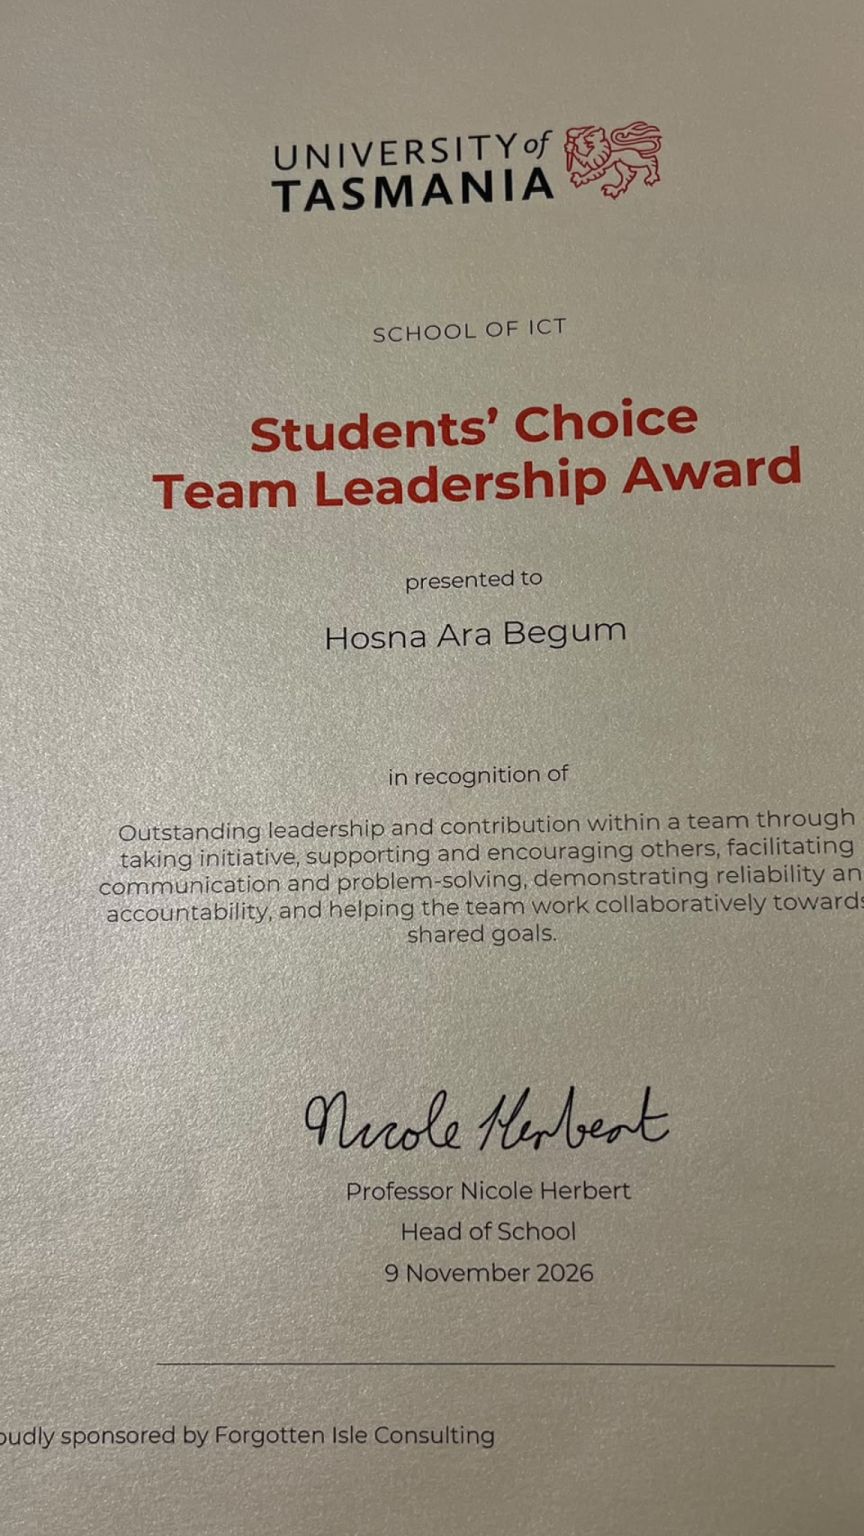 UNIVERSITY of
TASMANIA
SCHOOL OF ICT
Students’ Choice
Team Leadership Award
presented to
Hosna Ara Begum
in recognition of
Outstanding leadership and contribution within a team through
taking initiative, supporting and encouraging others, facilitating
communication and problem-solving, demonstrating reliability an
accountability, and helping the team work collaboratively towards
shared goals.
Nicole Herbert
Professor Nicole Herbert
Head of School
9 November 2026
oudly sponsored by Forgotten Isle Consulting